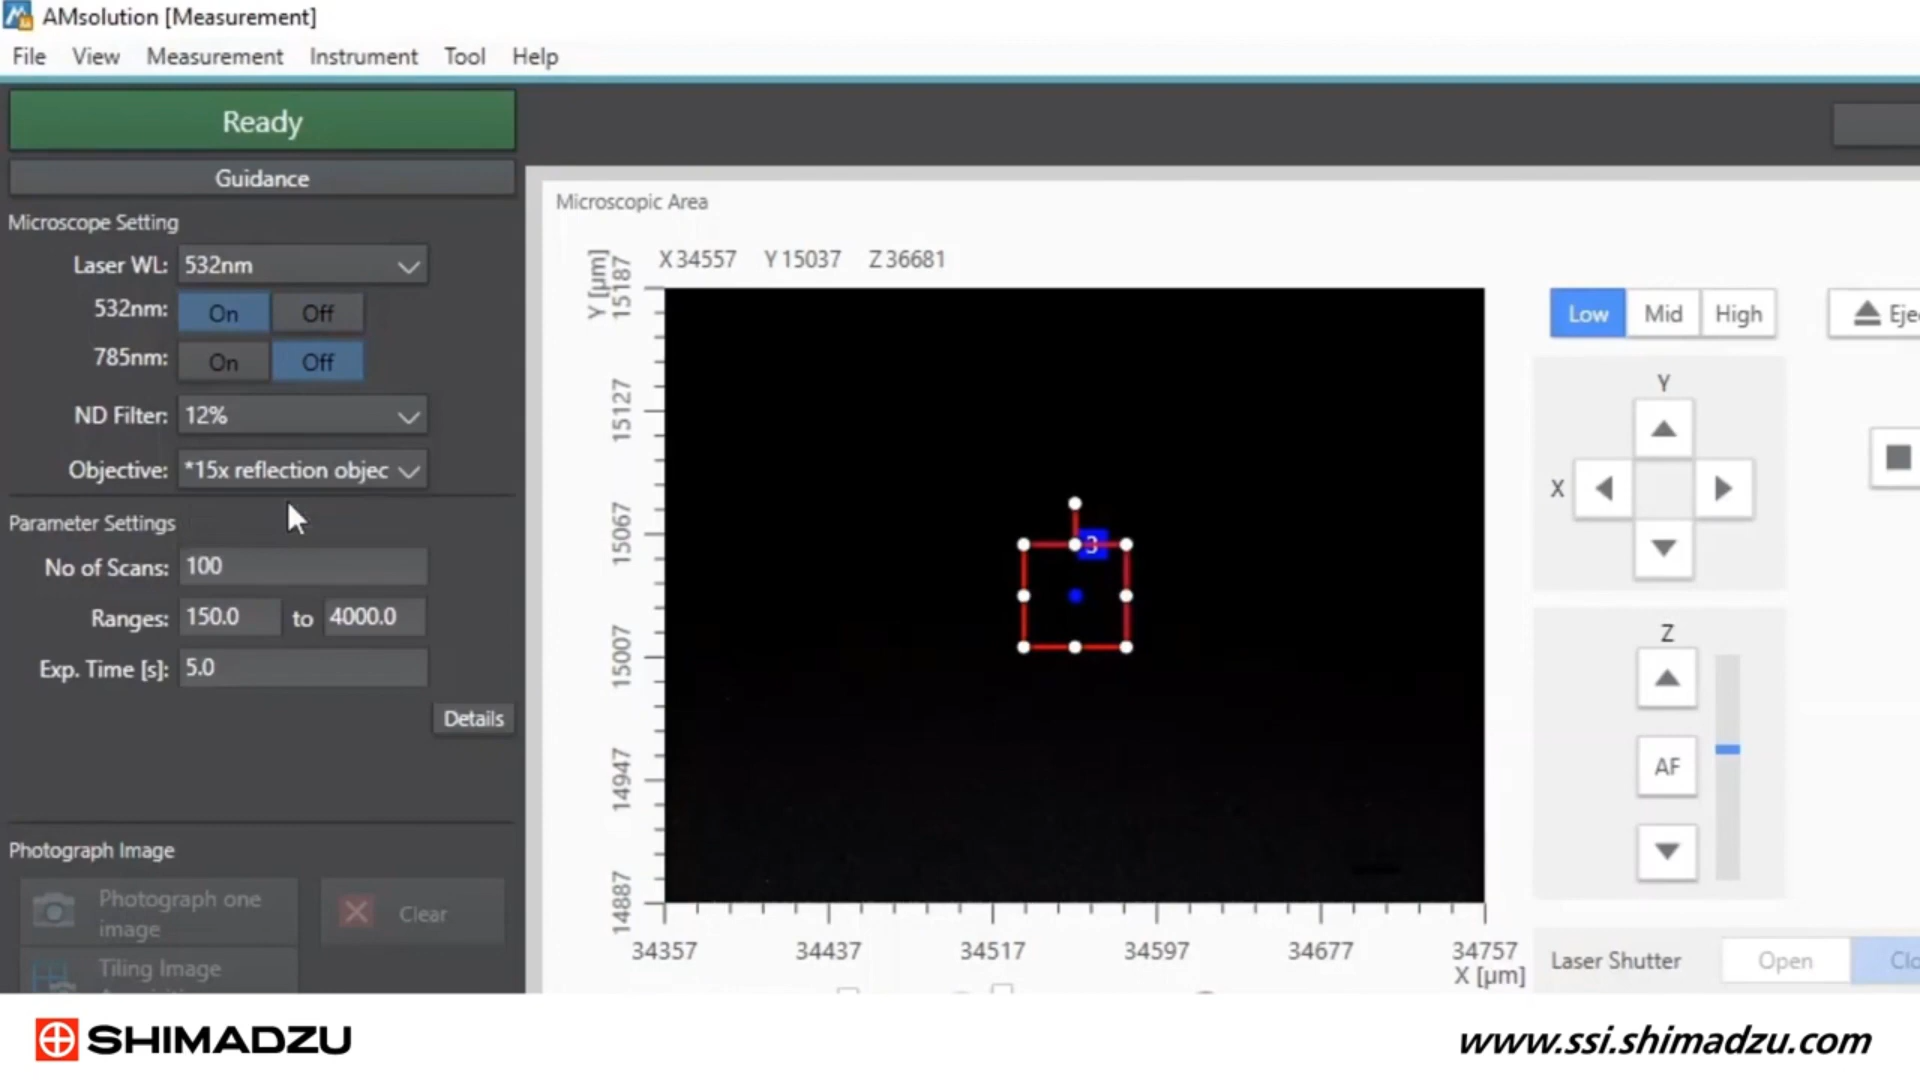 AMsolution [Measurement]
File View Measurement Instrument Tool Help
Ready
Guidance
Microscope Setting
Laser WL: 532nm
532nm: On Off
785nm: On Off
ND Filter: 12%
Objective: *15x reflection objec
Parameter Settings
No of Scans: 100
Ranges: 150.0 to 4000.0
Exp. Time [s]: 5.0
Details
Photograph Image
Photograph one
image
Clear
Tiling Image
Microscopic Area
X 34557 Y 15037 Z 36681
Y [µm]
15187
15127
15067
15007
14947
14887
3
34357 34437 34517 34597 34677 34757
X [µm]
Low Mid High
Eje
Y
X
Z
AF
Laser Shutter Open Clo
SHIMADZU
www.ssi.shimadzu.com